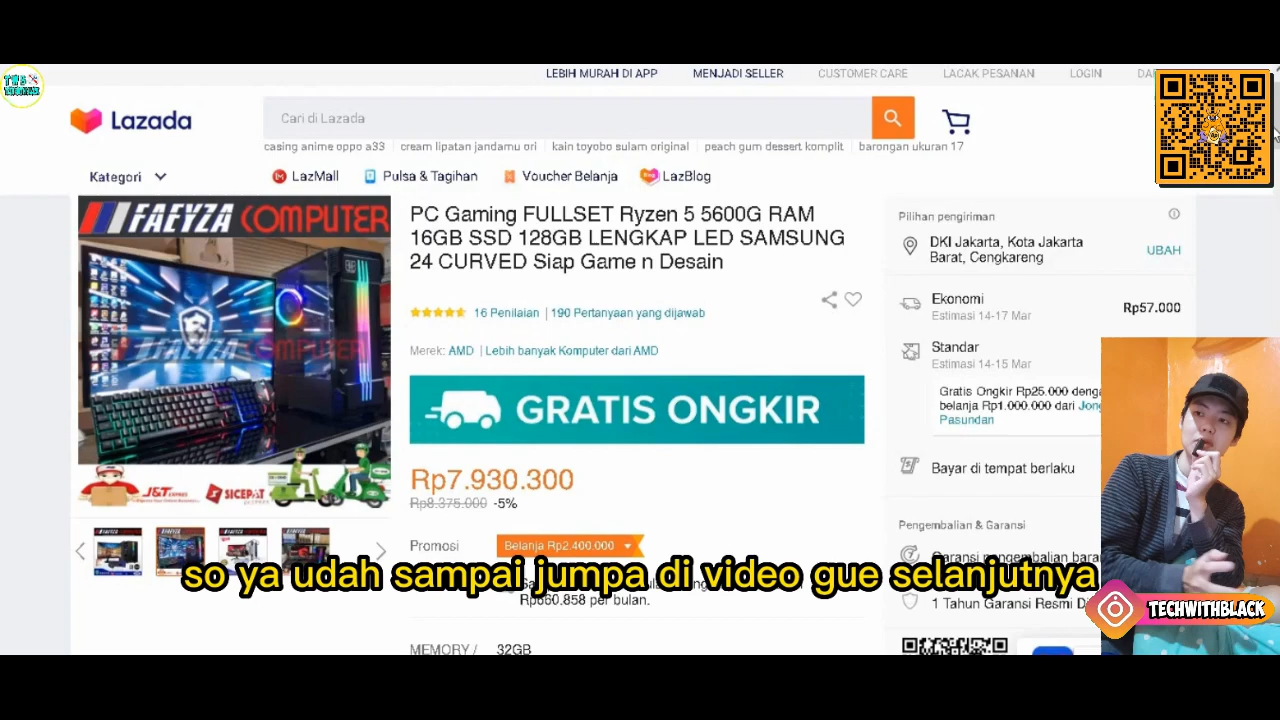 LEBIH MURAH DI APP
MENJADI SELLER
CUSTOMER CARE
LACAK PESANAN
LOGIN
Lazada
Cari di Lazada
casing anime oppo a33 | cream lipatan jandamu ori | kain toyobo sulam original | peach gum dessert komplit | barongan ukuran 17
Kategori
LazMall
Pulsa & Tagihan
Voucher Belanja
LazBlog
FAEYZA COMPUTER
FAEYZA COMPUTER
J&T EXPRESS
SICEPAT
PC Gaming FULLSET Ryzen 5 5600G RAM
16GB SSD 128GB LENGKAP LED SAMSUNG
24 CURVED Siap Game n Desain
16 Penilaian | 190 Pertanyaan yang dijawab
Merek: AMD | Lebih banyak Komputer dari AMD
GRATIS ONGKIR
Rp7.930.300
Rp8.375.000 -5%
Promosi
Belanja Rp2.400.000
Rp660.858 per bulan.
MEMORY / 32GB
Pilihan pengiriman
DKI Jakarta, Kota Jakarta
Barat, Cengkareng
UBAH
Ekonomi
Rp57.000
Estimasi 14-17 Mar
Standar
Estimasi 14-15 Mar
Gratis Ongkir Rp25.000
belanja Rp1.000.000 dari
Pasundan
Bayar di tempat berlaku
Pengembalian & Garansi
Garansi pengembalian
1 Tahun Garansi Resmi
so ya udah sampai jumpa di video gue selanjutnya
TECHWITHBLACK